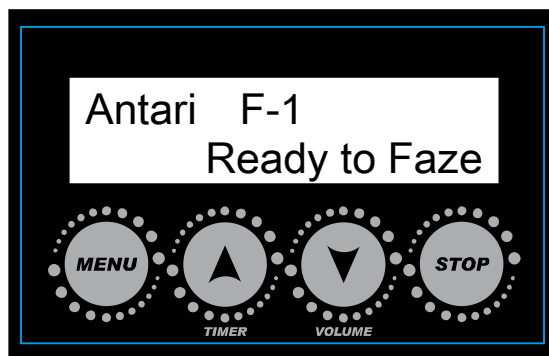 Antari F-1
Ready to Faze
MENU
STOP
TIMER
VOLUME